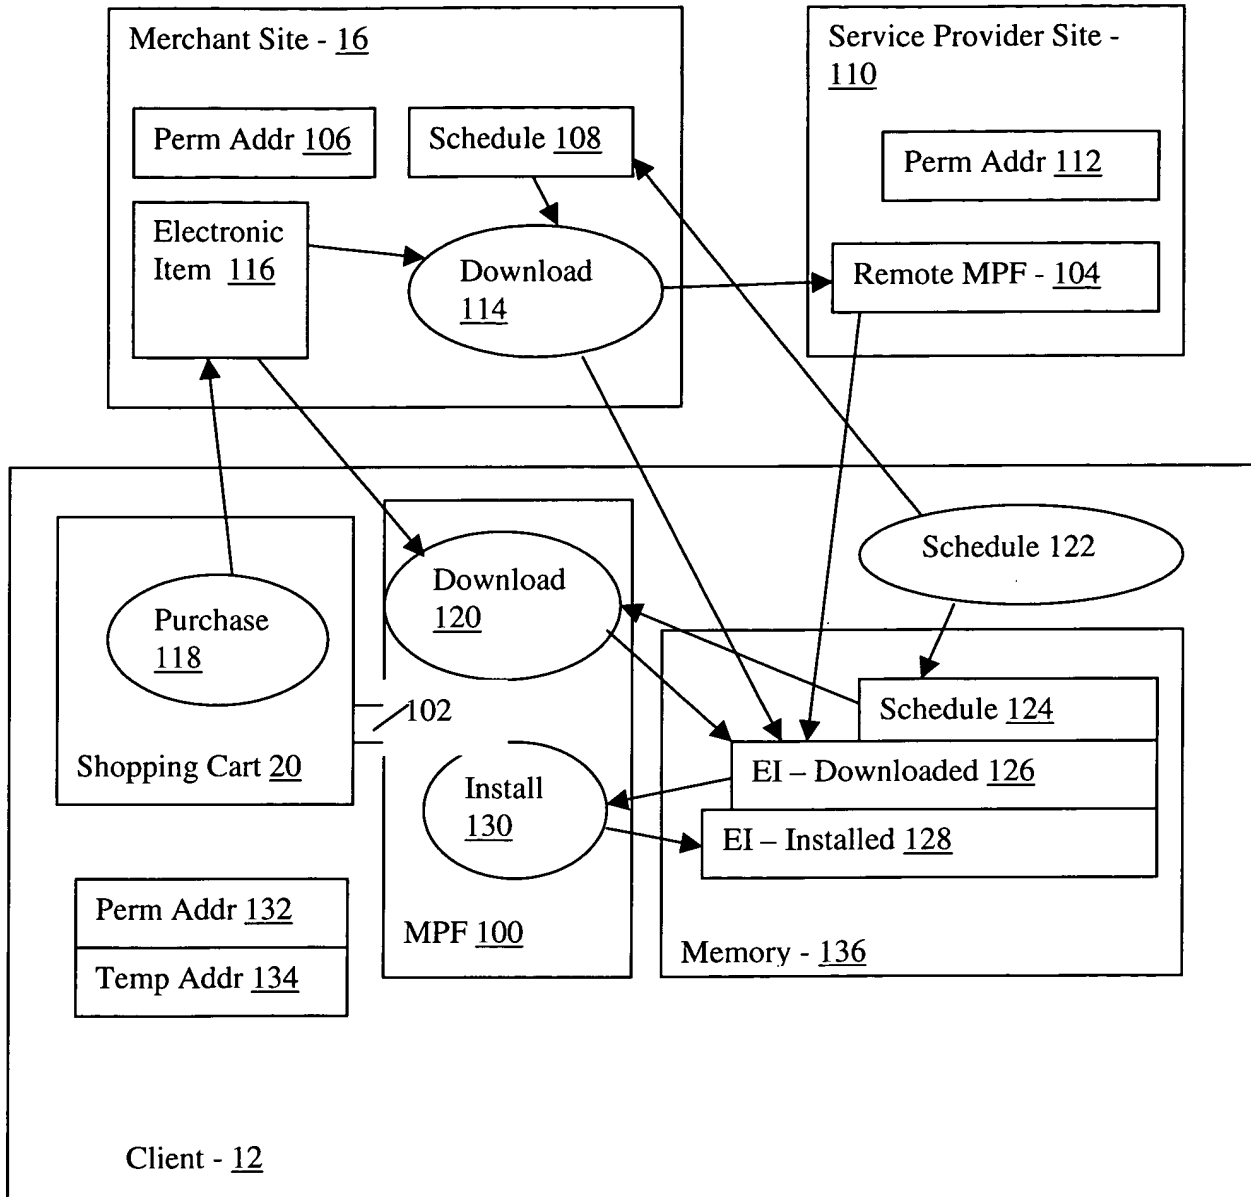 Merchant Site - 16
Service Provider Site -
110
Perm Addr 106
Schedule 108
Perm Addr 112
Electronic
Item 116
Download
114
Remote MPF - 104
Schedule 122
Download
120
Purchase
118
102
Schedule 124
Shopping Cart 20
EI – Downloaded 126
Install
130
EI – Installed 128
Perm Addr 132
MPF 100
Memory - 136
Temp Addr 134
Client - 12